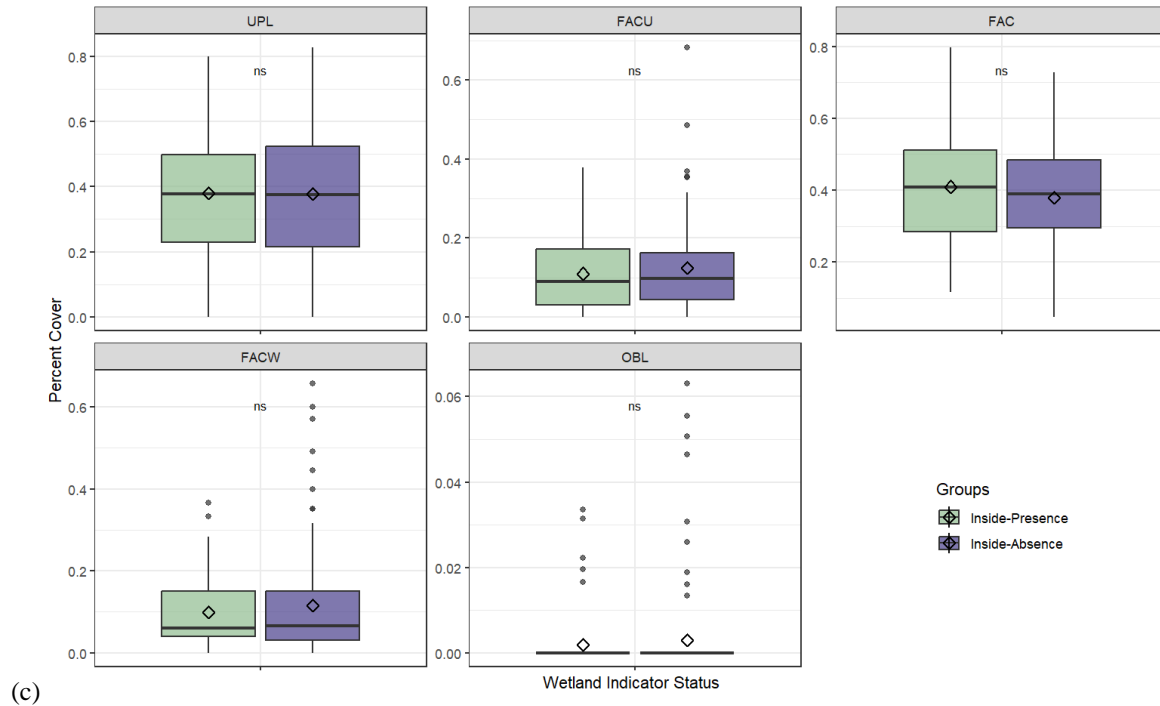 UPL
FACU
FAC
0.8
0.6
0.4
0.2
0.0
ns
0.6
0.4
0.2
0.0
ns
0.8
0.6
0.4
0.2
ns
FACW
OBL
0.6
0.4
0.2
0.0
ns
0.06
0.04
0.02
0.00
ns
Percent Cover
Wetland Indicator Status
Groups
Inside-Presence
Inside-Absence
(c)